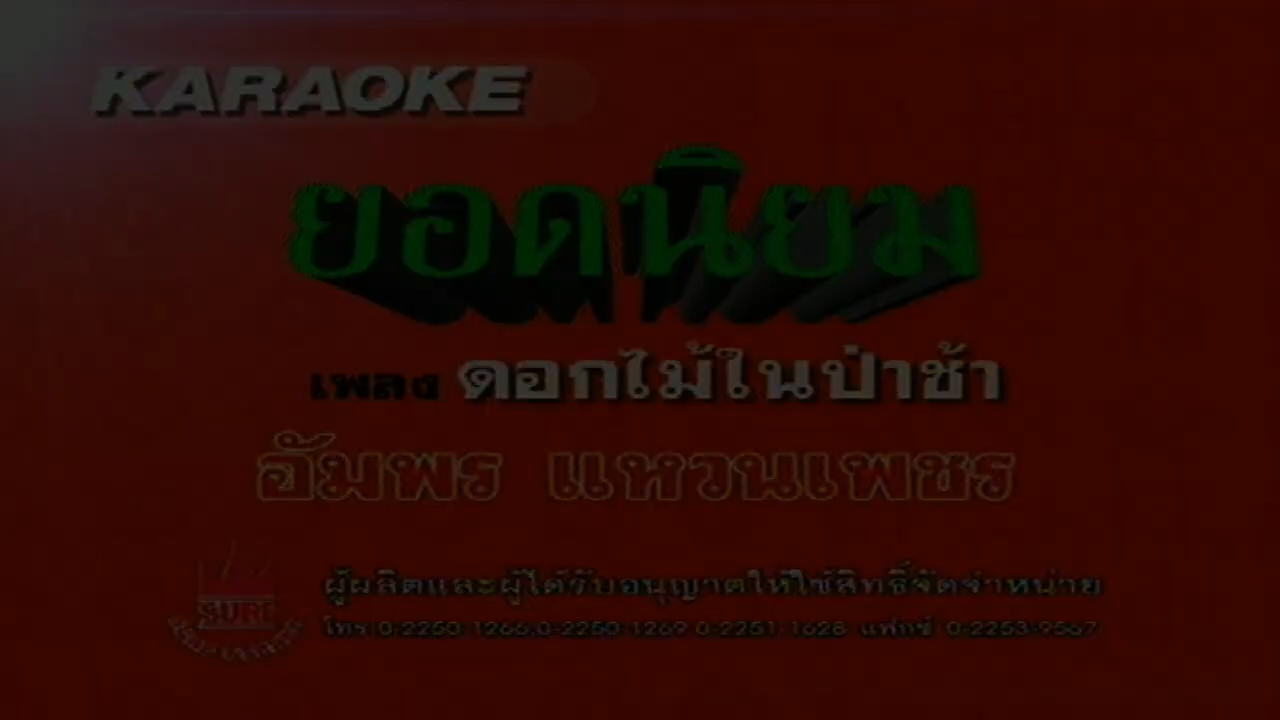 KARAOKE
ยอดนิยม
เพลง ดอกไม้ในป่าช้า
อัมพร แหวนเพชร
SURE
ผู้ผลิตและผู้ได้รับอนุญาตให้ใช้สิทธิ์จัดจำหน่าย
โทร.0-2250-1266,0-2250-1269 0-2251-1628 แฟกซ์ 0-2253-9567